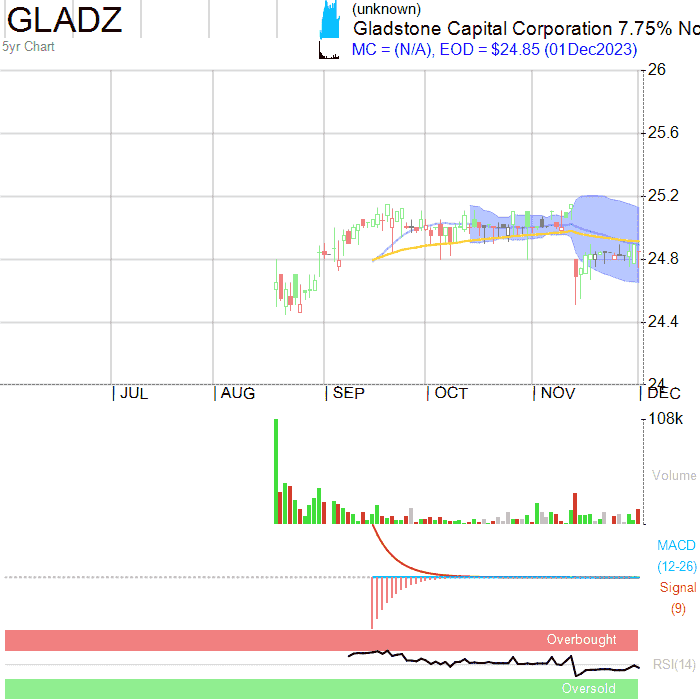 GLADZ
(unknown)
Gladstone Capital Corporation 7.75% No
5yr Chart
MC = (N/A), EOD = $24.85 (01Dec2023)
26
25.6
25.2
24.8
24.4
24
JUL AUG SEP OCT NOV DEC
108k
Volume
MACD
(12-26)
Signal
(9)
Overbought
RSI(14)
Oversold